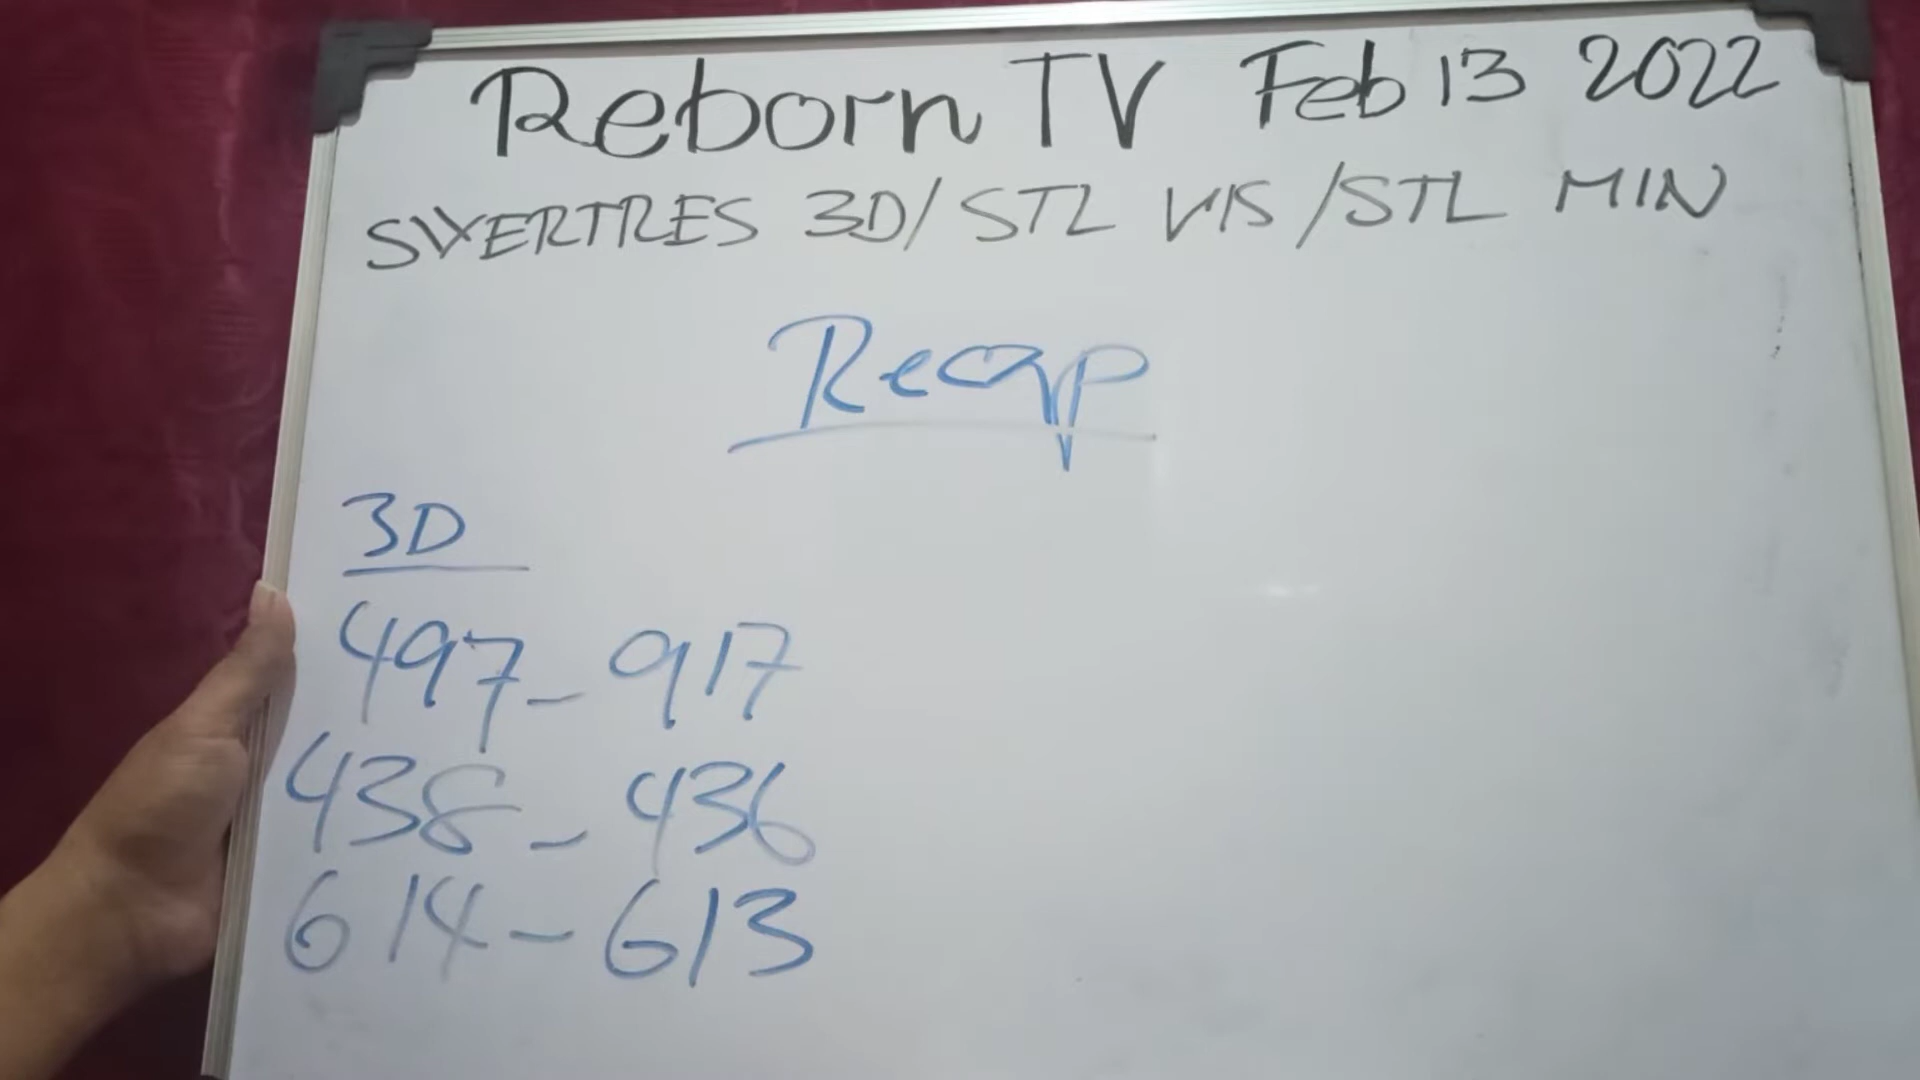 Reborn TV Feb 13 2022
SWERTRES 3D/STL VIS/STL MIN
Recap
3D
497-917
438-436
614-613